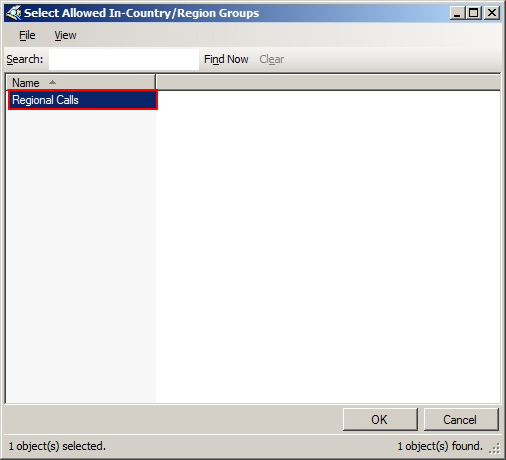 Select Allowed In-Country/Region Groups
File View
Search: Find Now Clear
Name
Regional Calls
OK Cancel
1 object(s) selected. 1 object(s) found.